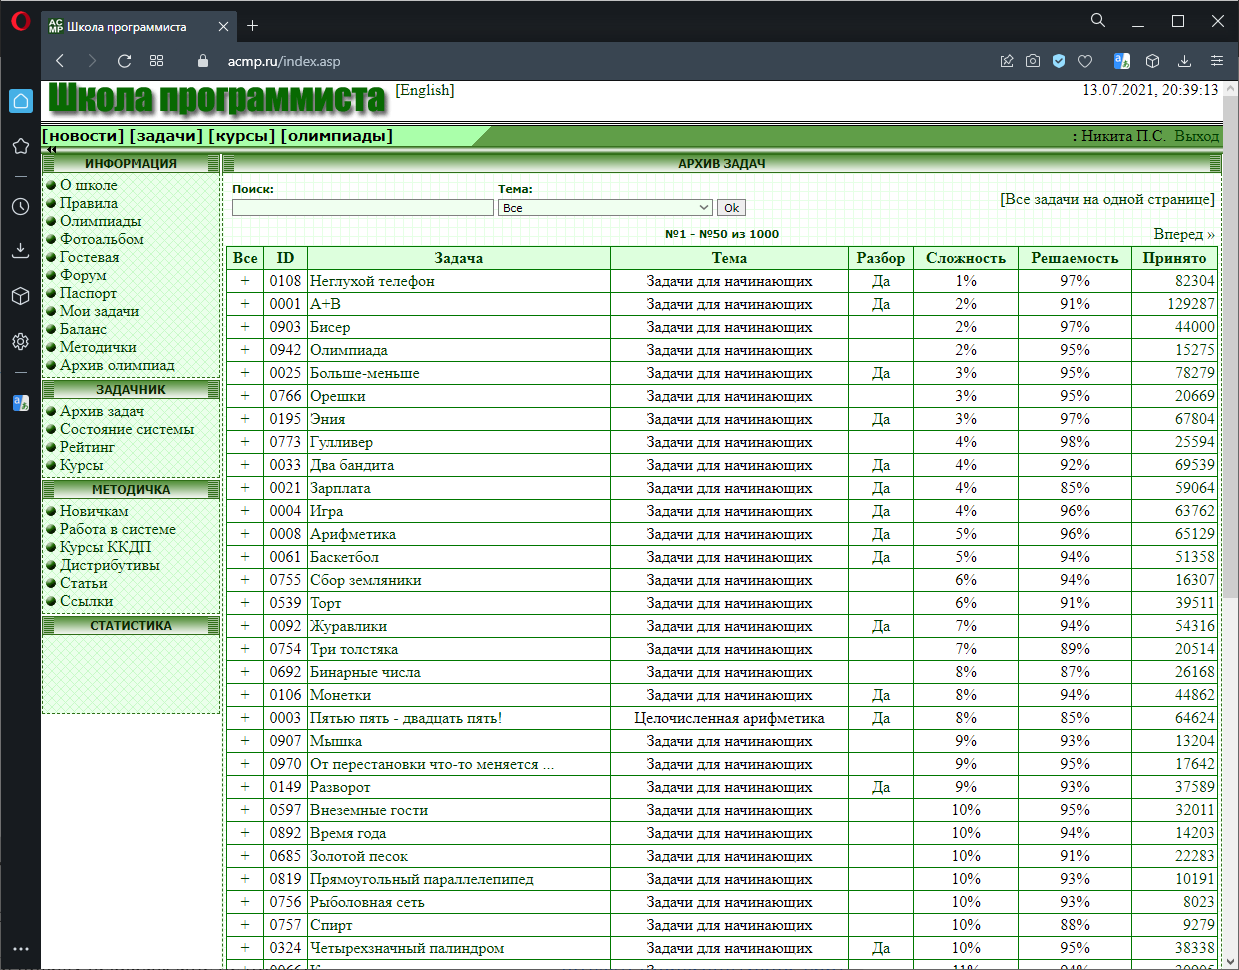 Школа программиста
acmp.ru/index.asp
Школа программиста [English] 13.07.2021, 20:39:13
[новости] [задачи] [курсы] [олимпиады] : Никита П.С. Выход
ИНФОРМАЦИЯ
О школе
Правила
Олимпиады
Фотоальбом
Гостевая
Форум
Паспорт
Мои задачи
Баланс
Методички
Архив олимпиад
ЗАДАЧНИК
Архив задач
Состояние системы
Рейтинг
Курсы
МЕТОДИЧКА
Новичкам
Работа в системе
Курсы ККДП
Дистрибутивы
Статьи
Ссылки
СТАТИСТИКА
АРХИВ ЗАДАЧ
Поиск: Тема:
Все Ok [Все задачи на одной странице]
№1 - №50 из 1000 Вперед »
Все ID Задача Тема Разбор Сложность Решаемость Принято
+ 0108 Неглухой телефон Задачи для начинающих Да 1% 97% 82304
+ 0001 A+B Задачи для начинающих Да 2% 91% 129287
+ 0903 Бисер Задачи для начинающих 2% 97% 44000
+ 0942 Олимпиада Задачи для начинающих 2% 95% 15275
+ 0025 Больше-меньше Задачи для начинающих Да 3% 95% 78279
+ 0766 Орешки Задачи для начинающих 3% 95% 20669
+ 0195 Эния Задачи для начинающих Да 3% 97% 67804
+ 0773 Гулливер Задачи для начинающих 4% 98% 25594
+ 0033 Два бандита Задачи для начинающих Да 4% 92% 69539
+ 0021 Зарплата Задачи для начинающих Да 4% 85% 59064
+ 0004 Игра Задачи для начинающих Да 4% 96% 63762
+ 0008 Арифметика Задачи для начинающих Да 5% 96% 65129
+ 0061 Баскетбол Задачи для начинающих Да 5% 94% 51358
+ 0755 Сбор земляники Задачи для начинающих 6% 94% 16307
+ 0539 Торт Задачи для начинающих 6% 91% 39511
+ 0092 Журавлики Задачи для начинающих Да 7% 94% 54316
+ 0754 Три толстяка Задачи для начинающих 7% 89% 20514
+ 0692 Бинарные числа Задачи для начинающих 8% 87% 26168
+ 0106 Монетки Задачи для начинающих Да 8% 94% 44862
+ 0003 Пятью пять - двадцать пять! Целочисленная арифметика Да 8% 85% 64624
+ 0907 Мышка Задачи для начинающих 9% 93% 13204
+ 0970 От перестановки что-то меняется ... Задачи для начинающих 9% 95% 17642
+ 0149 Разворот Задачи для начинающих Да 9% 93% 37589
+ 0597 Внеземные гости Задачи для начинающих 10% 95% 32011
+ 0892 Время года Задачи для начинающих 10% 94% 14203
+ 0685 Золотой песок Задачи для начинающих 10% 91% 22283
+ 0819 Прямоугольный параллелепипед Задачи для начинающих 10% 93% 10191
+ 0756 Рыболовная сеть Задачи для начинающих 10% 93% 8023
+ 0757 Спирт Задачи для начинающих 10% 88% 9279
+ 0324 Четырехзначный палиндром Задачи для начинающих Да 10% 95% 38338